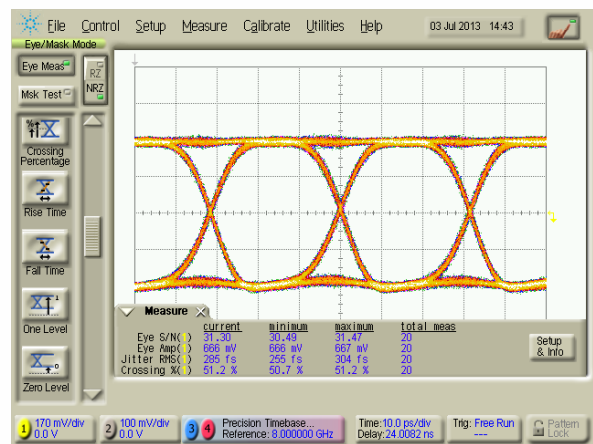 File Control Setup Measure Calibrate Utilities Help 03 Jul 2013 14:43
Eye/Mask Mode
Eye Meas
RZ
NRZ
Msk Test
Crossing
Percentage
Rise Time
Fall Time
One Level
Zero Level
Measure
current minimum maximum total meas
Eye S/N(1) 31.30 30.49 31.47 20
Eye Amp(1) 666 mV 666 mV 667 mV 20
Jitter RMS(1) 285 fs 255 fs 304 fs 20
Crossing %(1) 51.2 % 50.7 % 51.2 % 20
Setup
& Info
1 170 mV/div
0.0 V
2 100 mV/div
0.0 V
3 4 Precision Timebase...
Reference: 8.000000 GHz
Time:10.0 ps/div
Delay:24.0082 ns
Trig: Free Run
---
Pattern
Lock